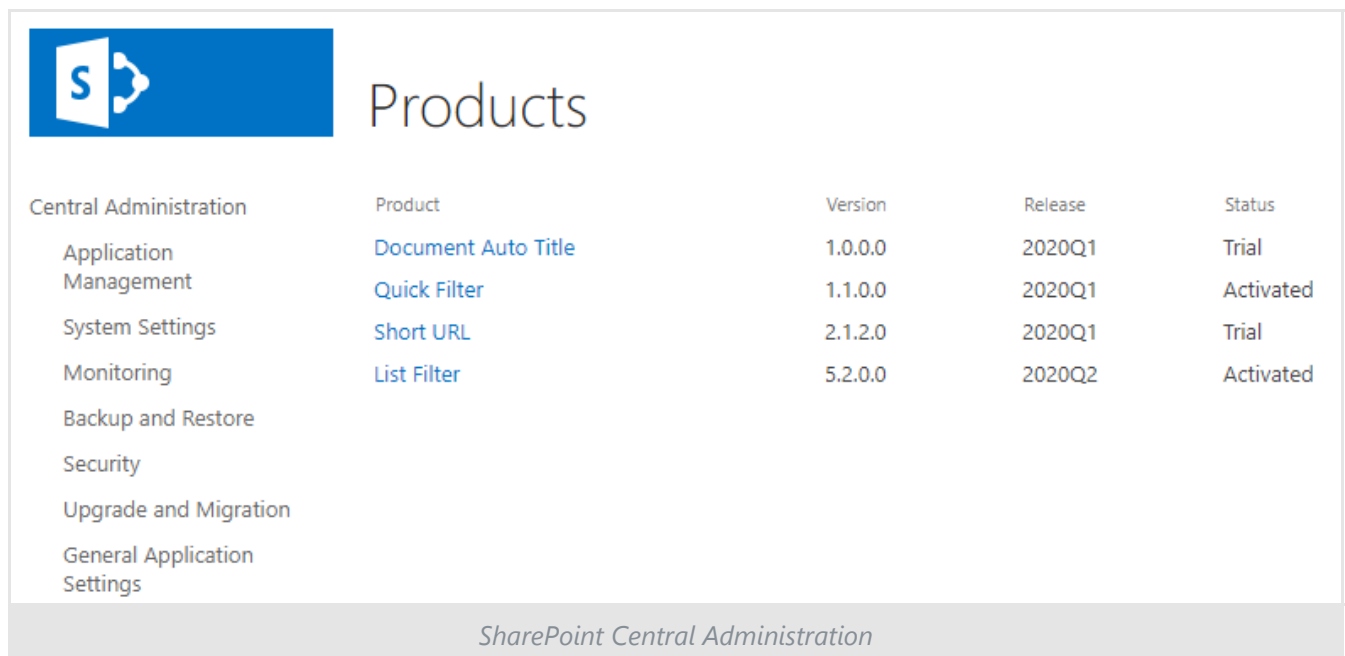 S
Products
Central Administration
Application
Management
System Settings
Monitoring
Backup and Restore
Security
Upgrade and Migration
General Application
Settings
Product Version Release Status
Document Auto Title 1.0.0.0 2020Q1 Trial
Quick Filter 1.1.0.0 2020Q1 Activated
Short URL 2.1.2.0 2020Q1 Trial
List Filter 5.2.0.0 2020Q2 Activated
SharePoint Central Administration